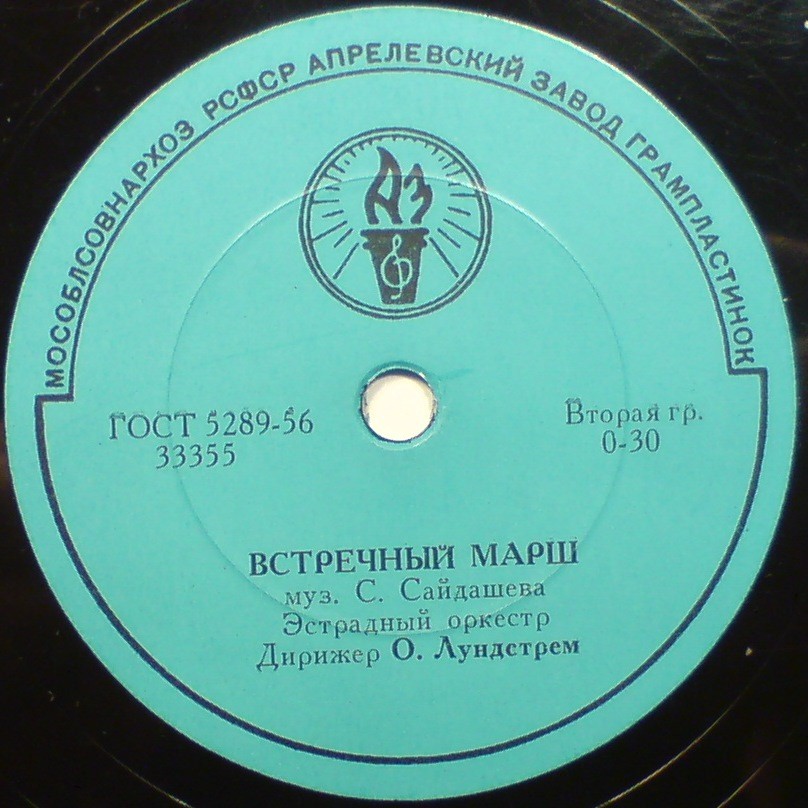 МОСОБЛСОВНАРХОЗ РСФСР АПРЕЛЕВСКИЙ ЗАВОД ГРАМПЛАСТИНОК
АЗ
ГОСТ 5289-56
33355
Вторая гр.
0-30
ВСТРЕЧНЫЙ МАРШ
муз. С. Сайдашева
Эстрадный оркестр
Дирижер О. Лундстрем